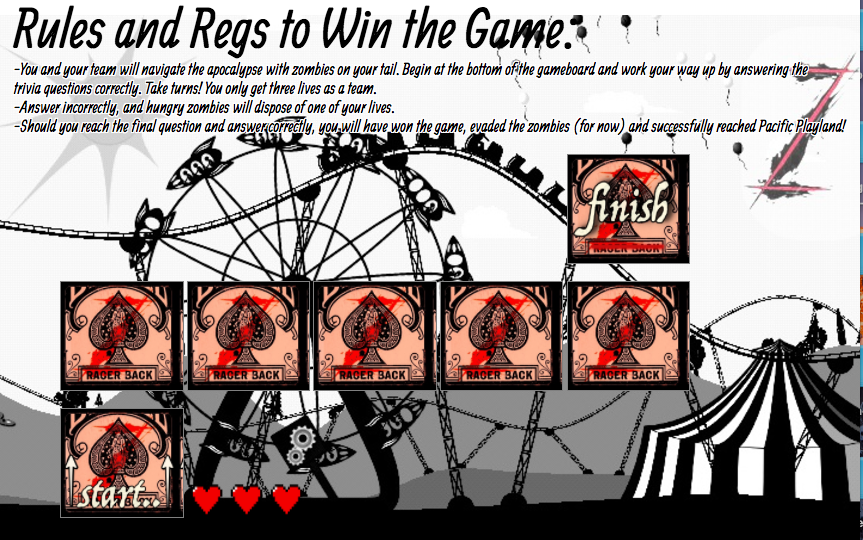 Rules and Regs to Win the Game:
-You and your team will navigate the apocalypse with zombies on your tail. Begin at the bottom of the gameboard and work your way up by answering the
trivia questions correctly. Take turns! You only get three lives as a team.
-Answer incorrectly, and hungry zombies will dispose of one of your lives.
-Should you reach the final question and answer correctly, you will have won the game, evaded the zombies (for now) and successfully reached Pacific Playland!
Z
finish
RAGER BACK
RAGER BACK
RAGER BACK
RAGER BACK
RAGER BACK
RAGER BACK
start..